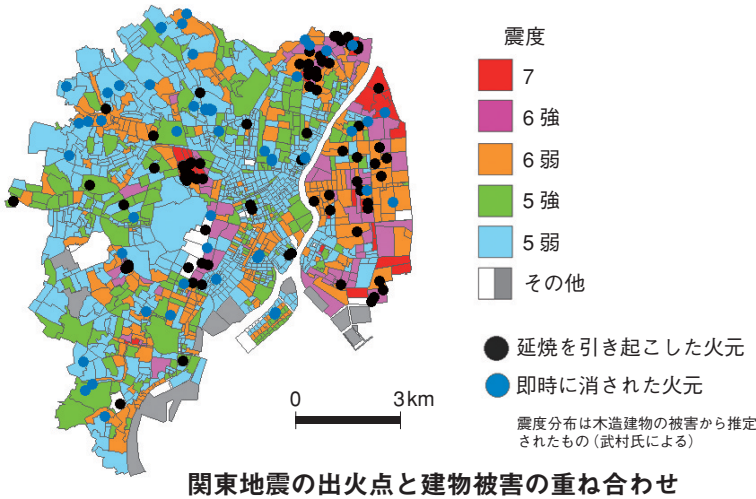 震度
7
6強
6弱
5強
5弱
その他
延焼を引き起こした火元
即時に消された火元
0 3km
震度分布は木造建物の被害から推定
されたもの(武村氏による)
関東地震の出火点と建物被害の重ね合わせ